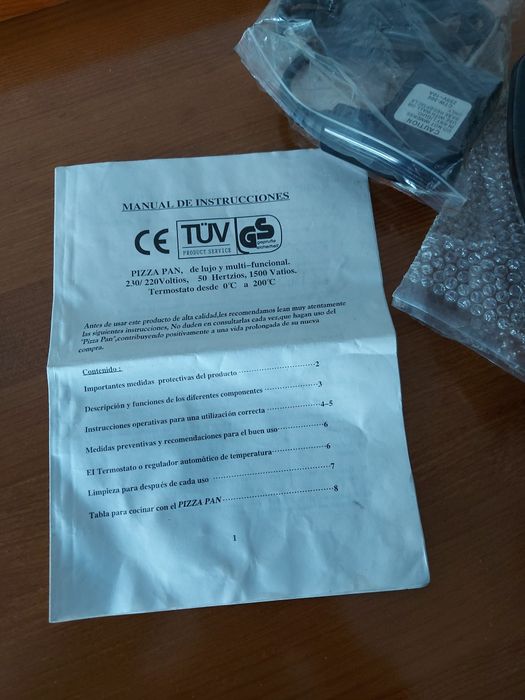 MANUAL DE INSTRUCCIONES
CE TÜV PRODUCT SERVICE GS geprüfte Sicherheit
PIZZA PAN, de lujo y multi-funcional.
230/ 220Voltios, 50 Hertzios, 1500 Vatios.
Termostato desde 0℃ a 200℃
Antes de usar este producto de alta calidad,les recomendamos lean muy atentamente
las siguientes instrucciones, No duden en consultarlas cada vez,que hagan uso del
"Pizza Pan",contribuyendo positivamente a una vida prolongada de su nueva
compra.
Contenido :
Importantes medidas protectivas del producto ··················2
Descripción y funciones de los diferentes componentes ··················3
Instrucciones operativas para una utilización correcta ··················4-5
Medidas preventivas y recomendaciones para el buen uso··················6
El Termostato o regulador automático de temperatura··················6
Limpieza para después de cada uso ··················7
Tabla para cocinar con el PIZZA PAN ··················8
1
CAUTION